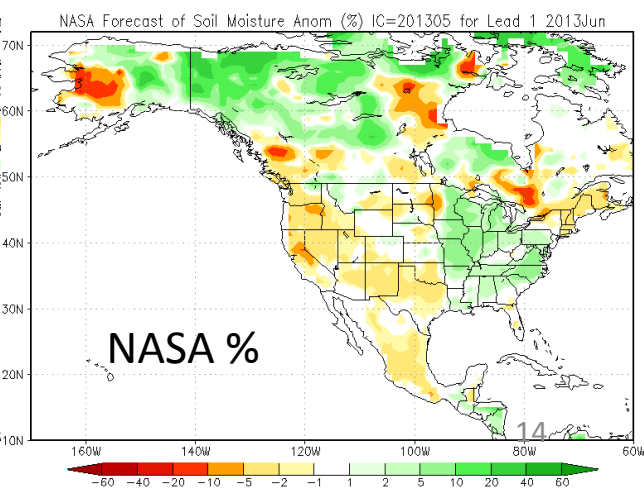 NASA Forecast of Soil Moisture Anom (%) IC=201305 for Lead 1 2013Jun
70N
60N
50N
40N
30N
20N
10N
NASA %
14
160W 140W 120W 100W 80W 60W
-60 -40 -20 -10 -5 -2 -1 1 2 5 10 20 40 60